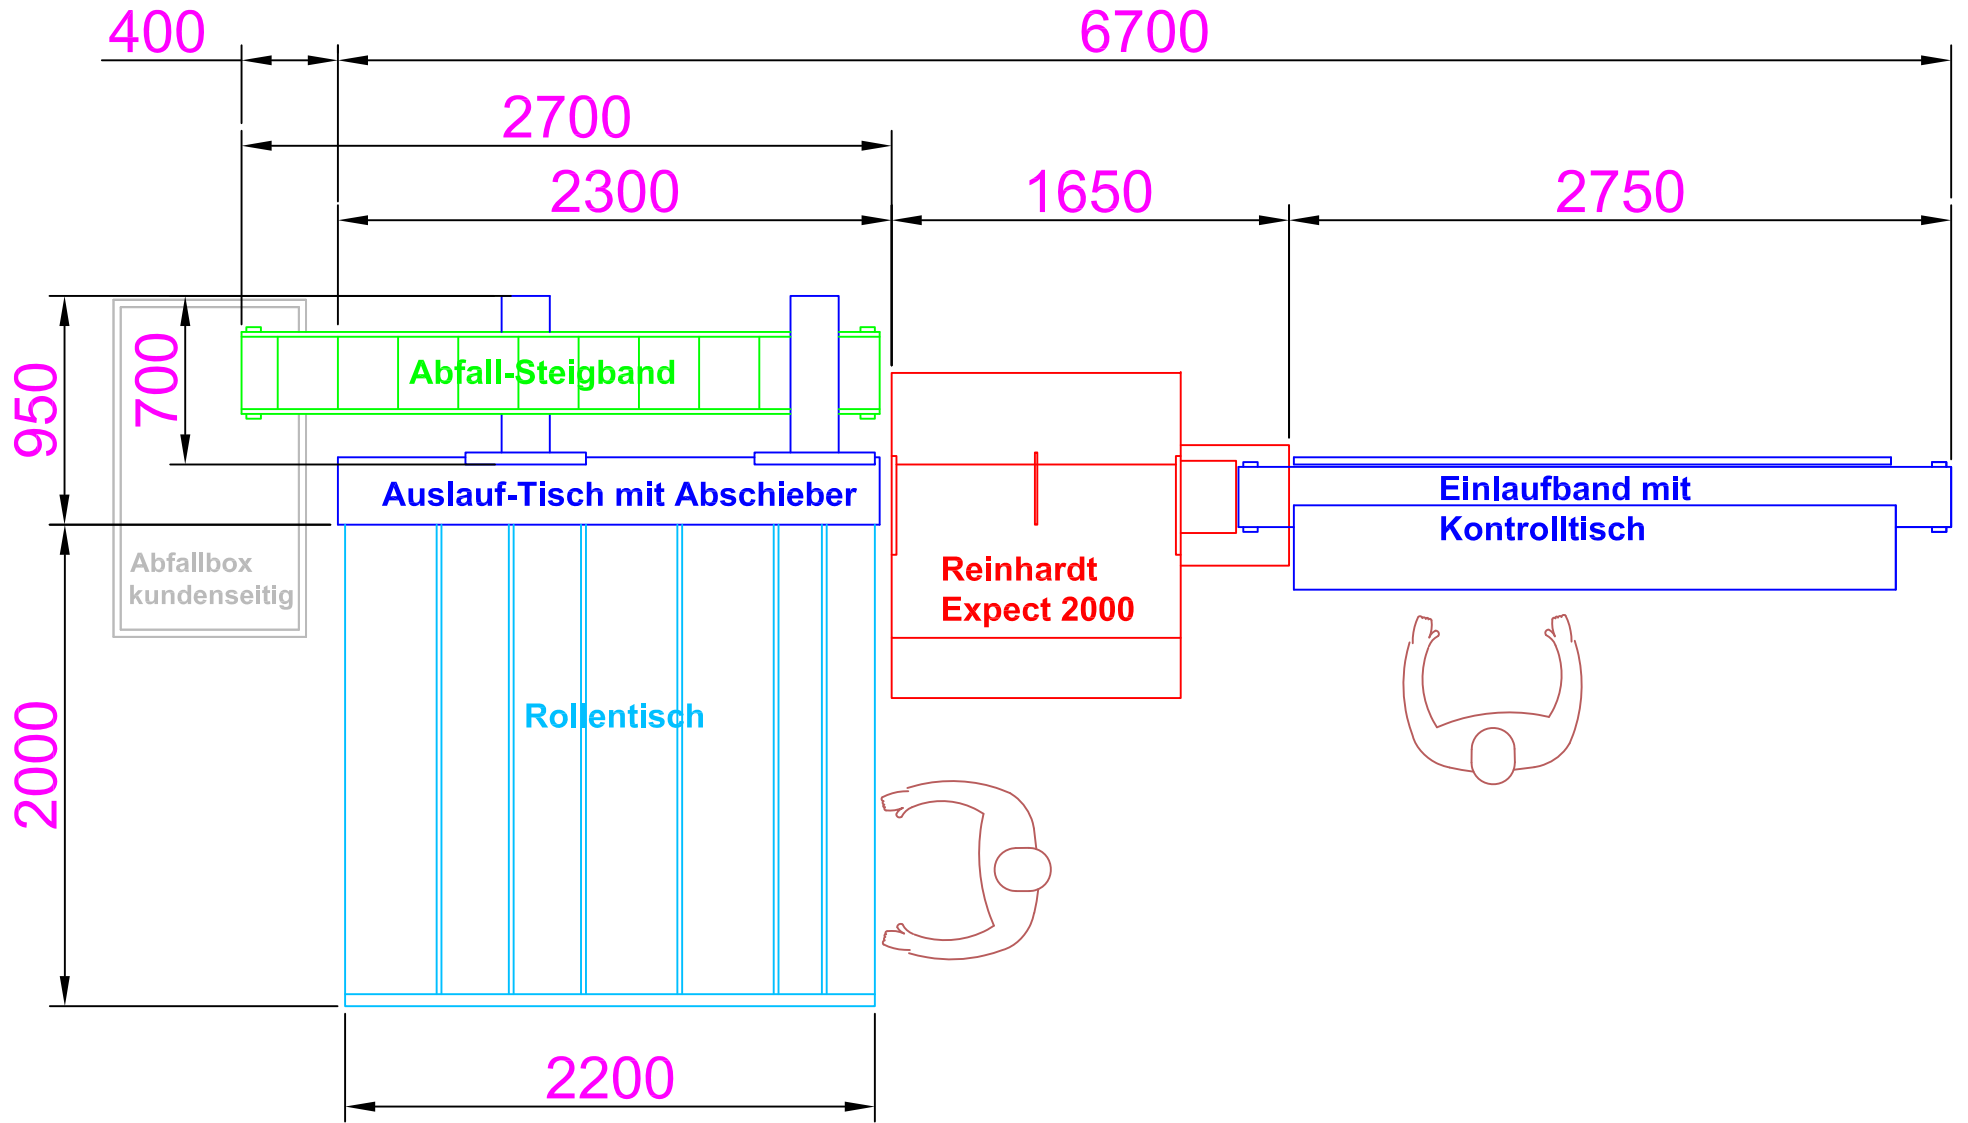 400
6700
2700
2300
1650
2750
950
700
Abfall-Steigband
Auslauf-Tisch mit Abschieber
Einlaufband mit
Kontrolltisch
Abfallbox
kundenseitig
Reinhardt
Expect 2000
Rollentisch
2000
2200